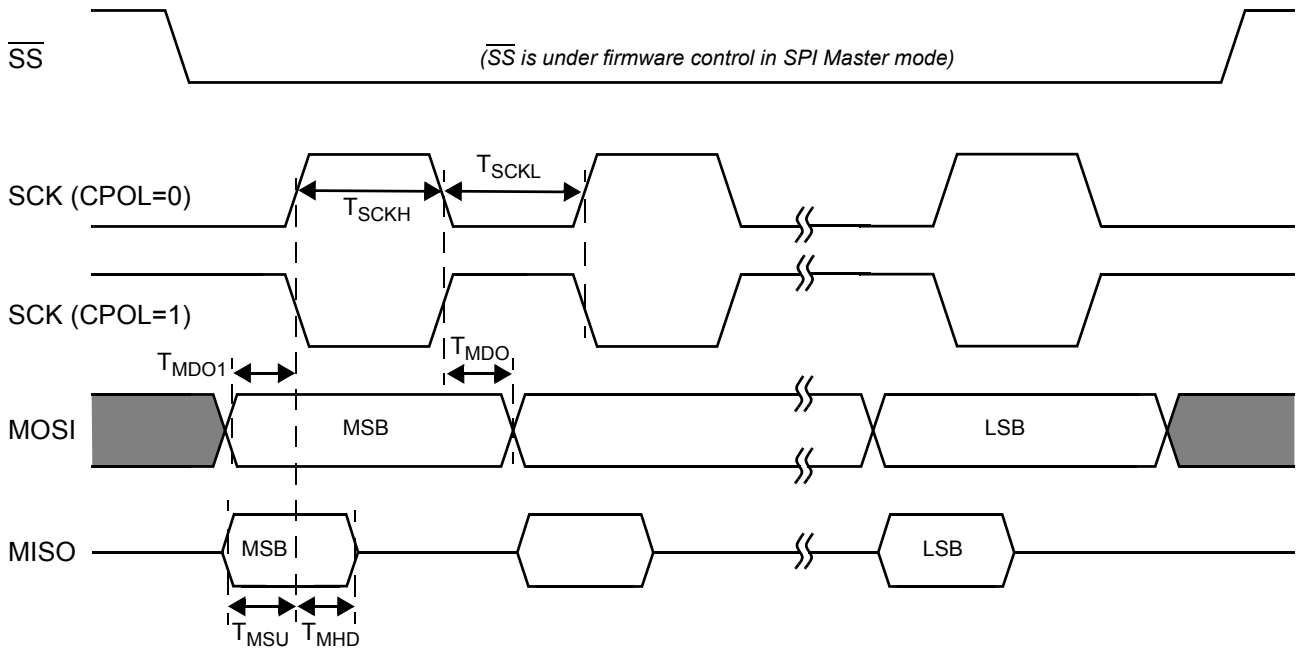 SS
(SS is under firmware control in SPI Master mode)
TSCKL
SCK (CPOL=0)
TSCKH
SCK (CPOL=1)
TMDO1
TMDO
MOSI
MSB
LSB
MISO
MSB
LSB
TMSU
TMHD